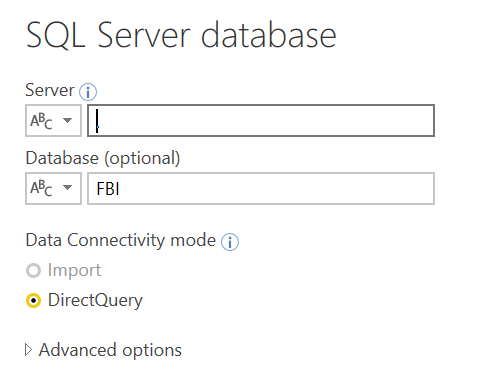 SQL Server database
Server
ABC
Database (optional)
ABC
FBI
Data Connectivity mode
Import
DirectQuery
Advanced options